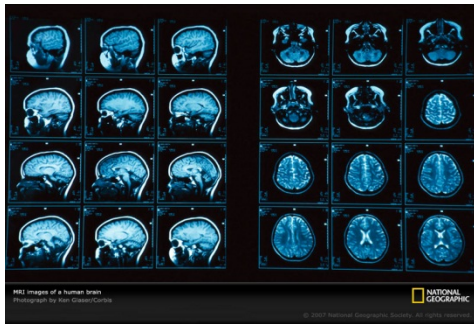 MRI images of a human brain
Photograph by Ken Glaser/Corbis
NATIONAL
GEOGRAPHIC
© 2007 National Geographic Society. All rights reserved.